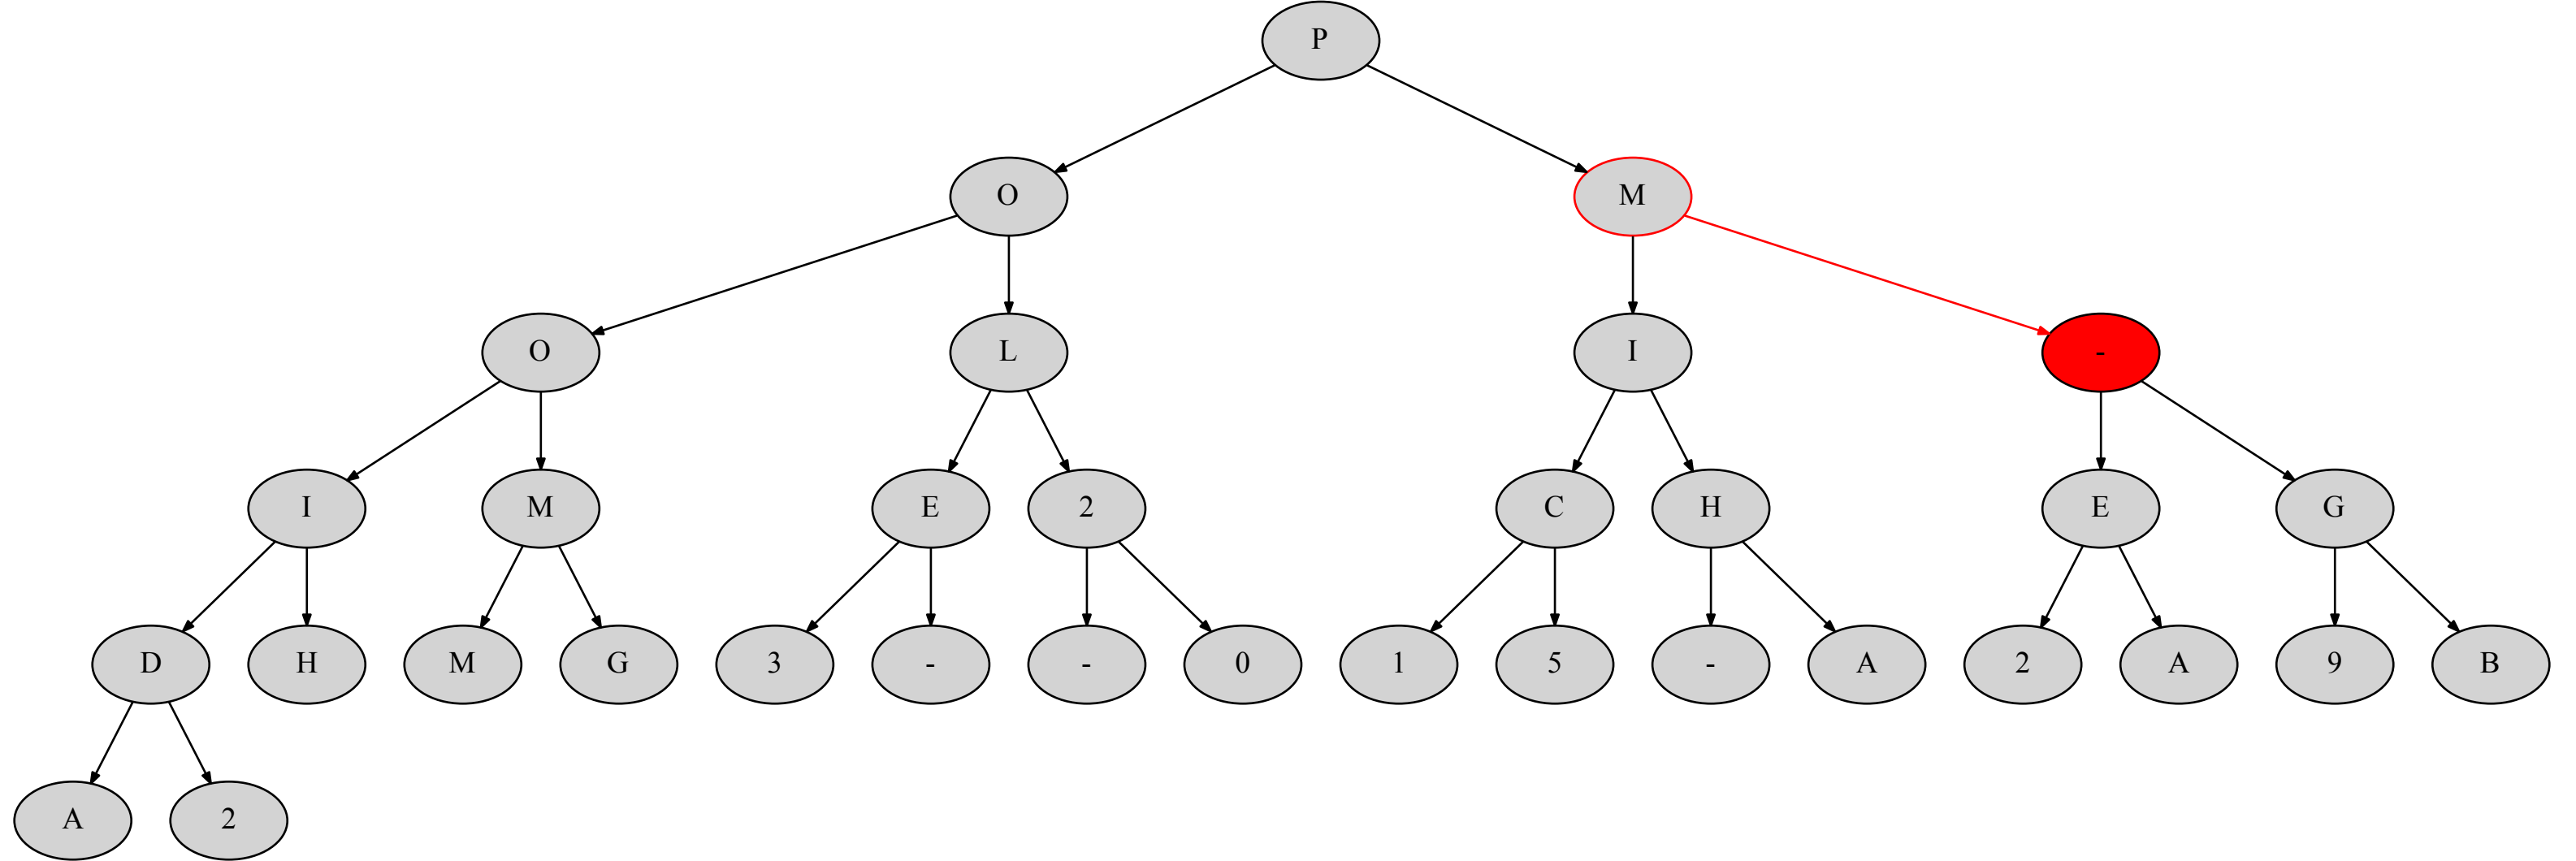 P
O M
O L I -
I M E 2 C H E G
D H M G 3 - - 0 1 5 - A 2 A 9 B
A 2